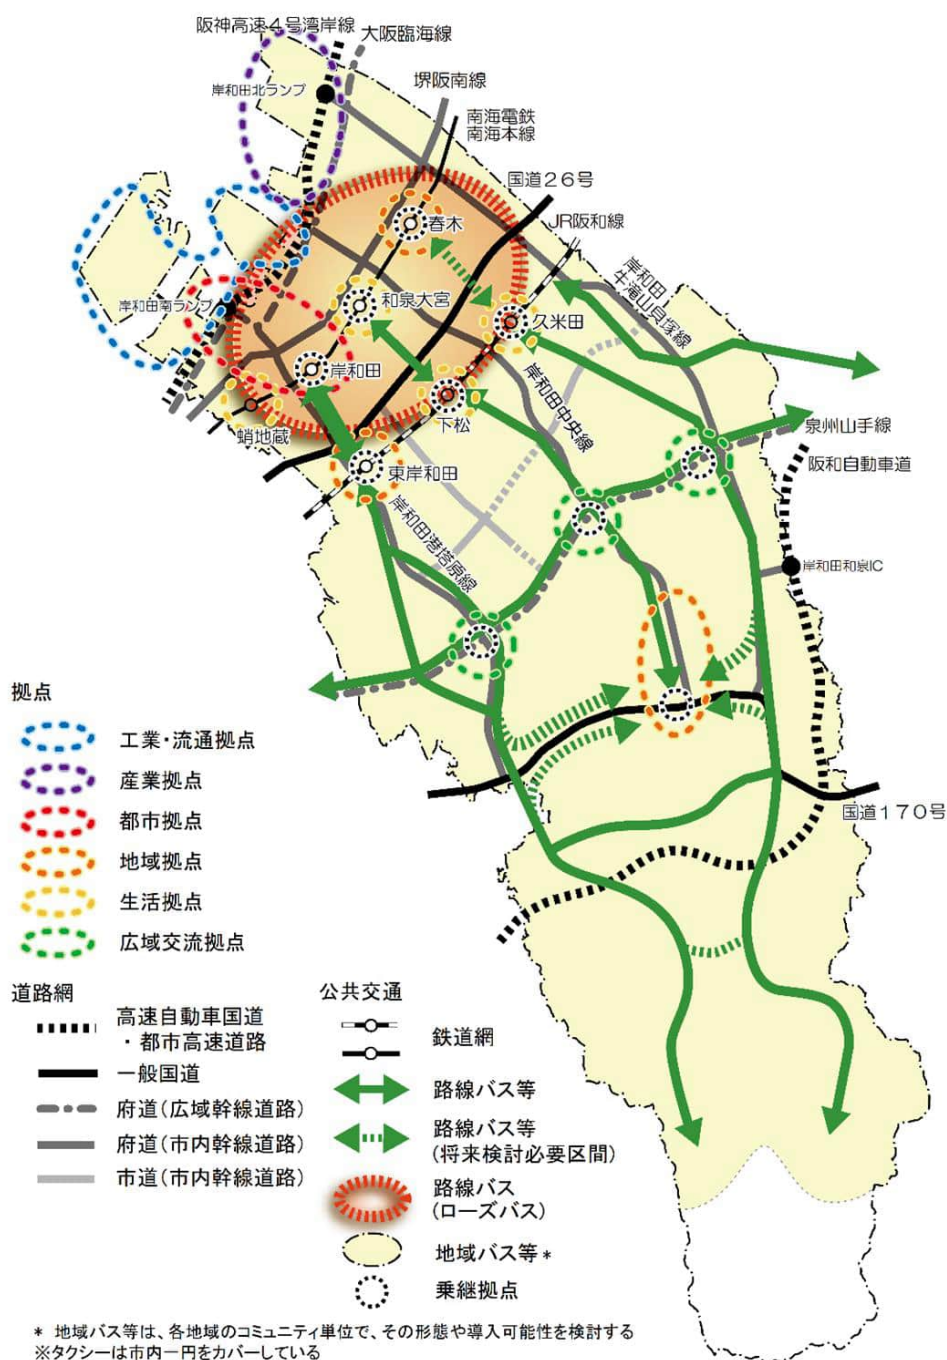 阪神高速4号湾岸線
大阪臨海線
岸和田北ランプ
堺阪南線
南海電鉄
南海本線
国道26号
春木
JR阪和線
岸和田
牛滝山貝塚線
岸和田南ランプ
和泉大宮
久米田
岸和田
岸和田中央線
下松
蛸地蔵
泉州山手線
東岸和田
阪和自動車道
岸和田港塔原線
岸和田和泉IC
国道170号
拠点
工業・流通拠点
産業拠点
都市拠点
地域拠点
生活拠点
広域交流拠点
道路網
高速自動車国道
・都市高速道路
一般国道
府道(広域幹線道路)
府道(市内幹線道路)
市道(市内幹線道路)
公共交通
鉄道網
路線バス等
路線バス等
(将来検討必要区間)
路線バス
(ローズバス)
地域バス等*
乗継拠点
* 地域バス等は、各地域のコミュニティ単位で、その形態や導入可能性を検討する
※タクシーは市内一円をカバーしている